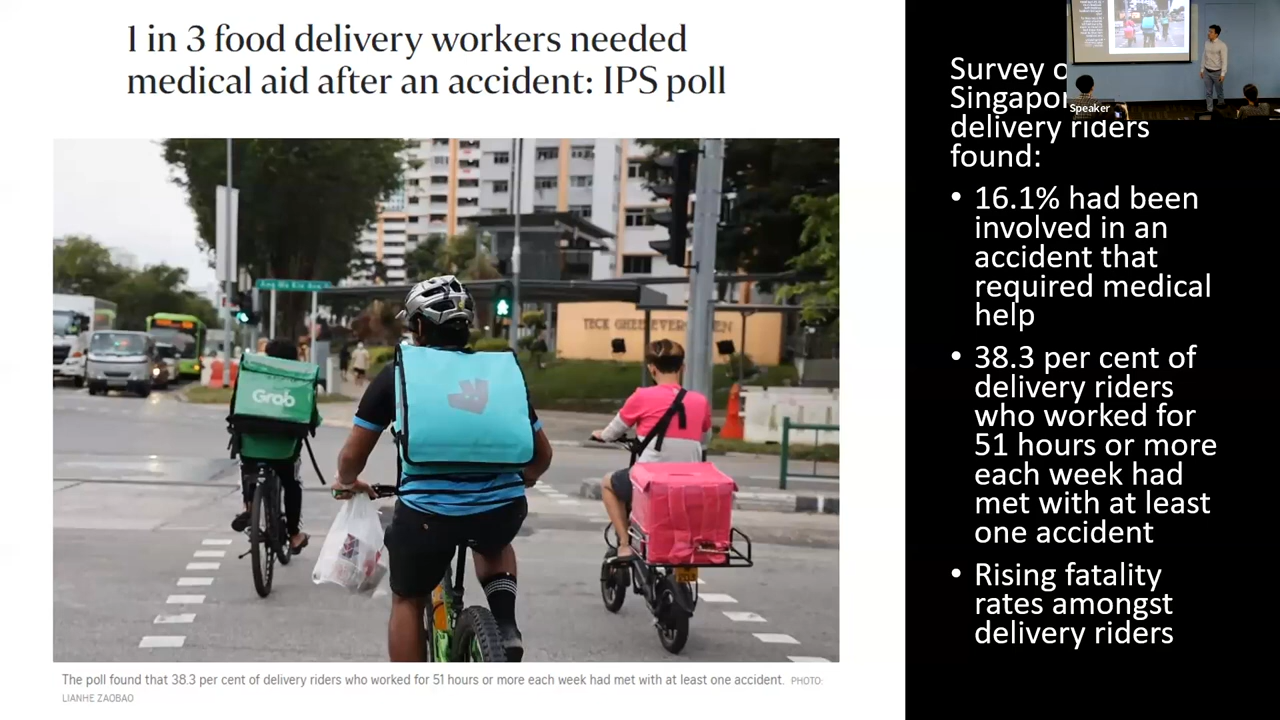 1 in 3 food delivery workers needed
medical aid after an accident: IPS poll
Grab
TECK GHEE EVERGREEN
The poll found that 38.3 per cent of delivery riders who worked for 51 hours or more each week had met with at least one accident. PHOTO:
LIANHE ZAOBAO
Survey o
Singapor
delivery riders
found:
• 16.1% had been
involved in an
accident that
required medical
help
• 38.3 per cent of
delivery riders
who worked for
51 hours or more
each week had
met with at least
one accident
• Rising fatality
rates amongst
delivery riders
Speaker